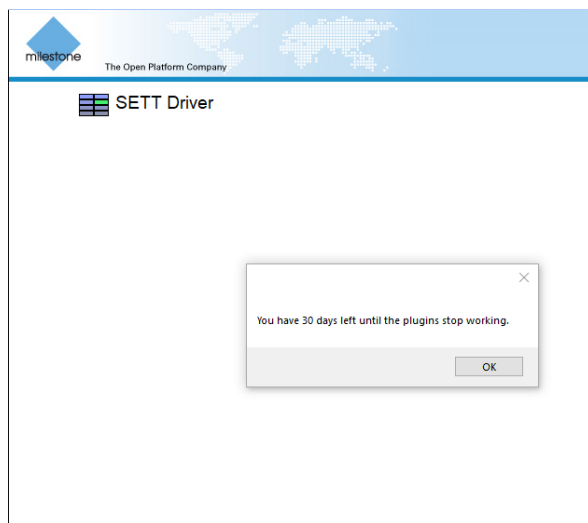 milestone
The Open Platform Company
SETT Driver
You have 30 days left until the plugins stop working.
OK